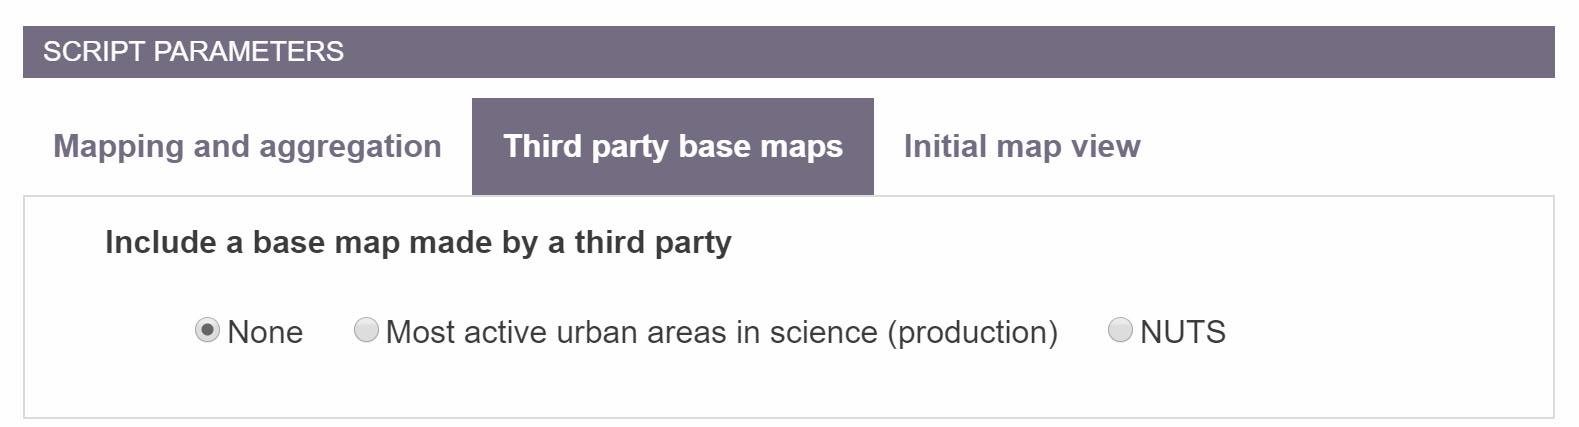 SCRIPT PARAMETERS
Mapping and aggregation Third party base maps Initial map view
Include a base map made by a third party
None Most active urban areas in science (production) NUTS